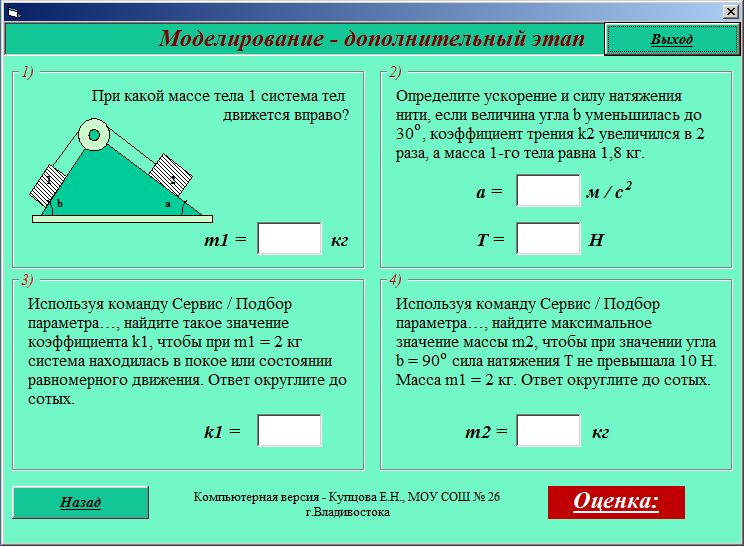 Моделирование - дополнительный этап
Выход
1)
При какой массе тела 1 система тел
движется вправо?
1
2
b
a
m1 =
кг
2)
Определите ускорение и силу натяжения
нити, если величина угла b уменьшилась до
30°, коэффициент трения k2 увеличился в 2
раза, а масса 1-го тела равна 1,8 кг.
a = м / с²
T = Н
3)
Используя команду Сервис / Подбор
параметра…, найдите такое значение
коэффициента k1, чтобы при m1 = 2 кг
система находилась в покое или состоянии
равномерного движения. Ответ округлите до
сотых.
k1 =
4)
Используя команду Сервис / Подбор
параметра…, найдите максимальное
значение массы m2, чтобы при значении угла
b = 90° сила натяжения T не превышала 10 Н.
Масса m1 = 2 кг. Ответ округлите до сотых.
m2 = кг
Назад
Компьютерная версия - Купцова Е.Н., МОУ СОШ № 26
г.Владивостока
Оценка: